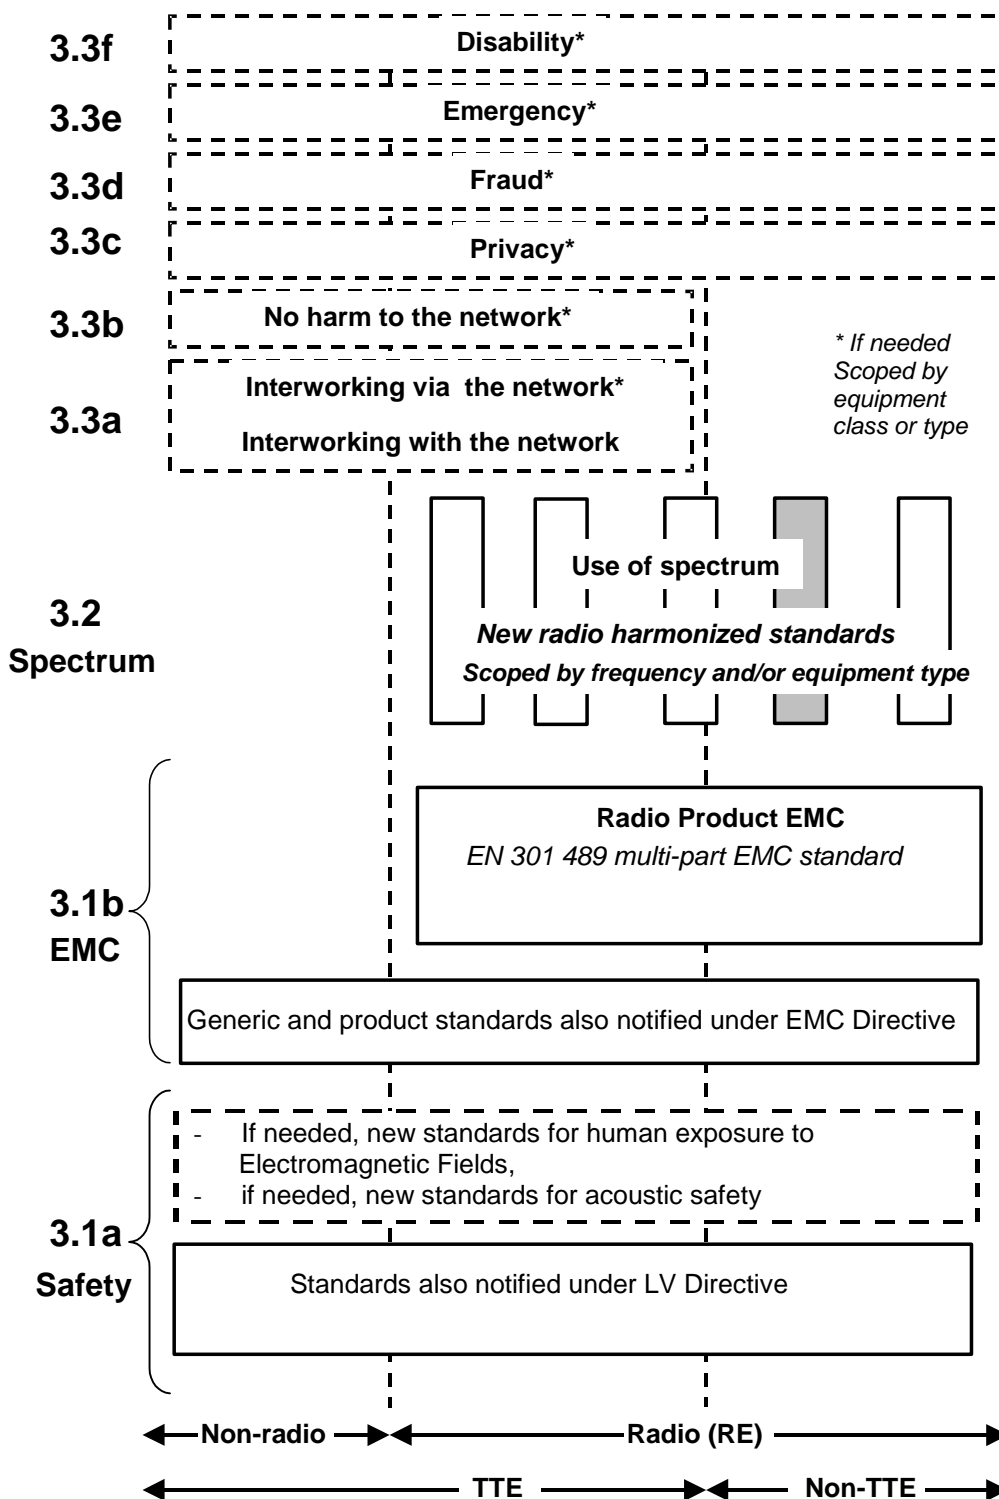 3.3f
Disability*
3.3e
Emergency*
3.3d
Fraud*
3.3c
Privacy*
3.3b
No harm to the network*
* If needed
Scoped by
equipment
class or type
3.3a
Interworking via the network*
Interworking with the network
3.2
Spectrum
Use of spectrum
New radio harmonized standards
Scoped by frequency and/or equipment type
3.1b
EMC
Radio Product EMC
EN 301 489 multi-part EMC standard
Generic and product standards also notified under EMC Directive
3.1a
Safety
- If needed, new standards for human exposure to
Electromagnetic Fields,
- if needed, new standards for acoustic safety
Standards also notified under LV Directive
Non-radio
Radio (RE)
TTE
Non-TTE